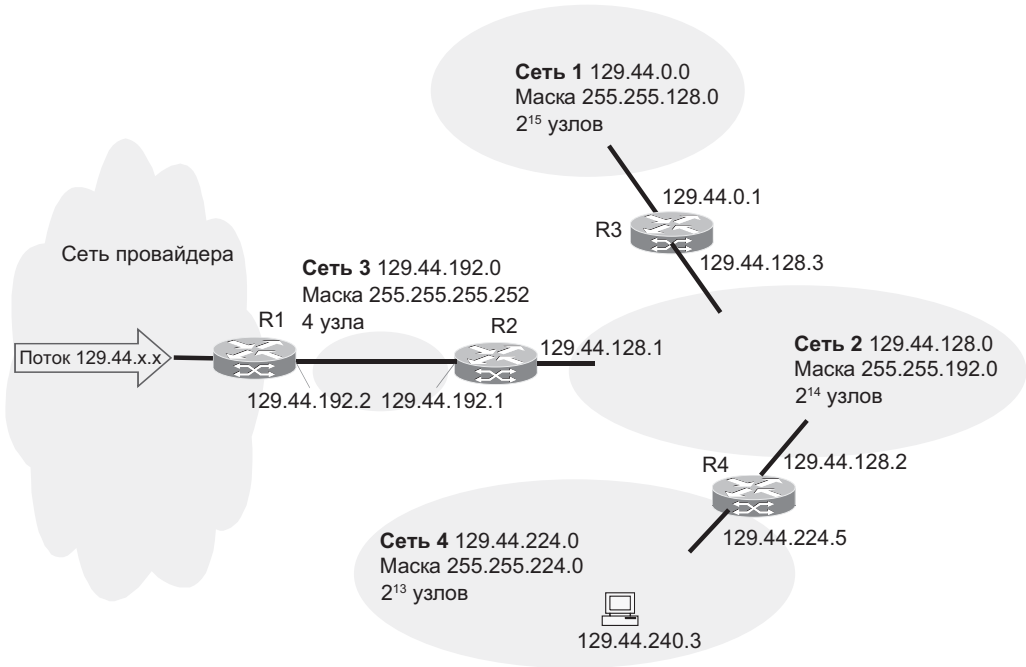 Сеть 1 129.44.0.0
Маска 255.255.128.0
2¹⁵ узлов
129.44.0.1
R3
129.44.128.3
Сеть провайдера
Сеть 3 129.44.192.0
Маска 255.255.255.252
4 узла
R1
R2
Поток 129.44.x.x
129.44.192.2
129.44.192.1
129.44.128.1
Сеть 2 129.44.128.0
Маска 255.255.192.0
2¹⁴ узлов
R4
129.44.128.2
129.44.224.5
Сеть 4 129.44.224.0
Маска 255.255.224.0
2¹³ узлов
129.44.240.3